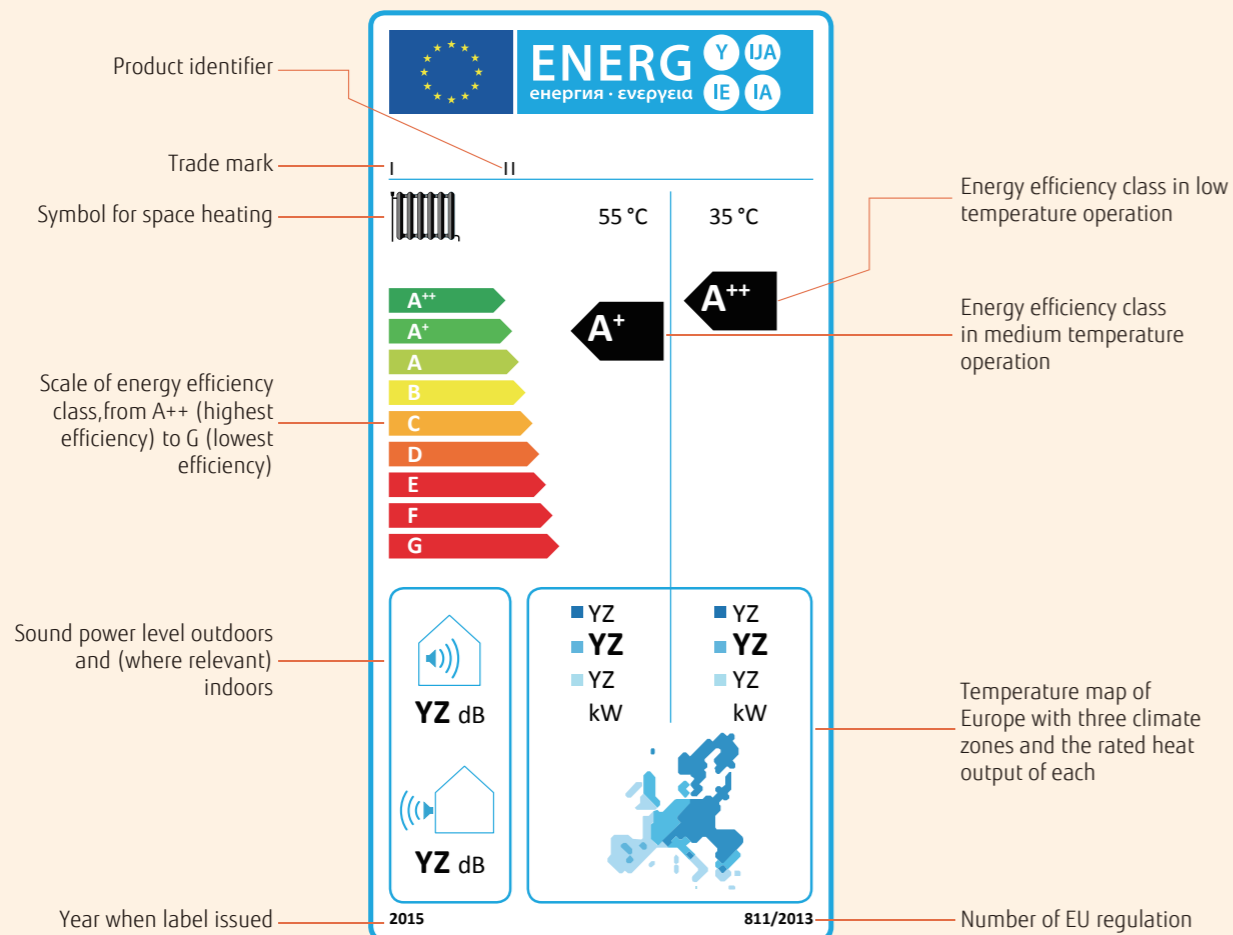 Product identifier
Trade mark
Symbol for space heating
Scale of energy efficiency
class,from A++ (highest
efficiency) to G (lowest
efficiency)
Sound power level outdoors
and (where relevant)
indoors
Year when label issued
ENERG
енергия · ενεργεια
Y IJA
IE IA
I II
55 °C 35 °C
A++
A+
A
B
C
D
E
F
G
A+
A++
YZ dB
YZ dB
YZ
YZ
YZ
kW
YZ
YZ
YZ
kW
2015
811/2013
Energy efficiency class in low
temperature operation
Energy efficiency class
in medium temperature
operation
Temperature map of
Europe with three climate
zones and the rated heat
output of each
Number of EU regulation